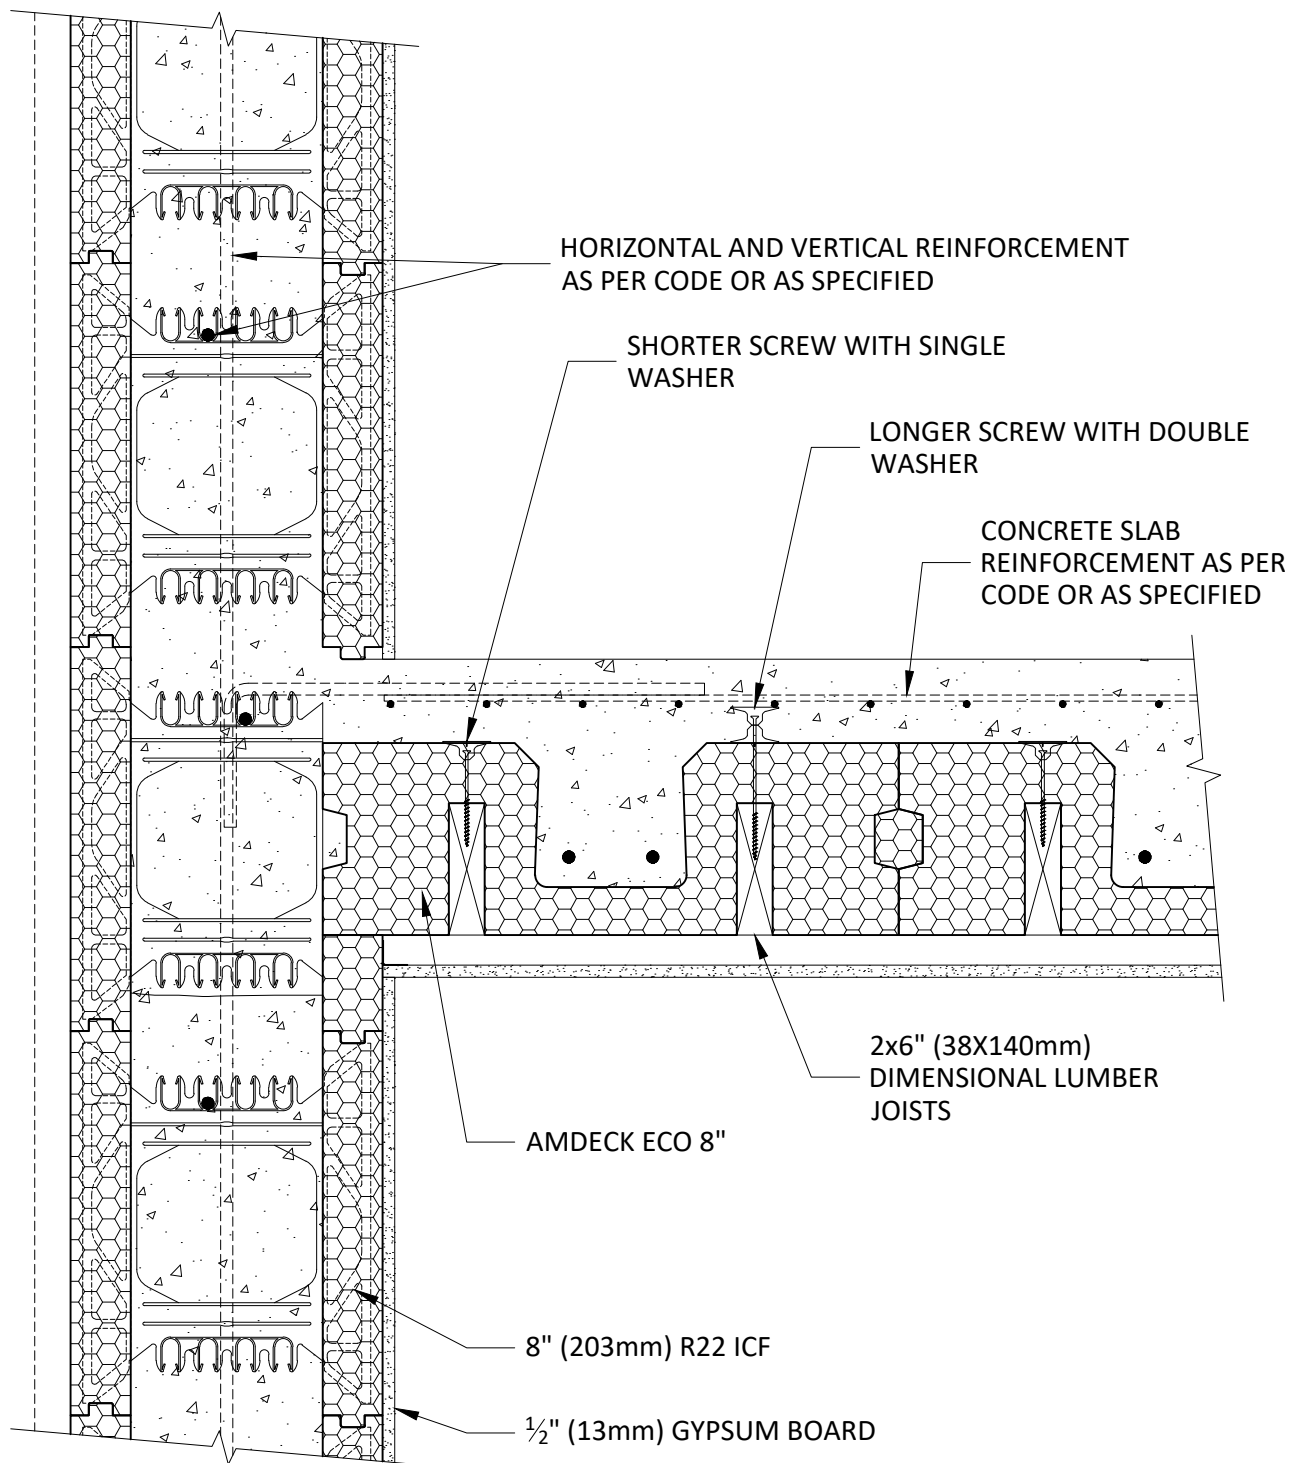 HORIZONTAL AND VERTICAL REINFORCEMENT
AS PER CODE OR AS SPECIFIED
SHORTER SCREW WITH SINGLE
WASHER
LONGER SCREW WITH DOUBLE
WASHER
CONCRETE SLAB
REINFORCEMENT AS PER
CODE OR AS SPECIFIED
2x6" (38X140mm)
DIMENSIONAL LUMBER
JOISTS
AMDECK ECO 8"
8" (203mm) R22 ICF
½" (13mm) GYPSUM BOARD